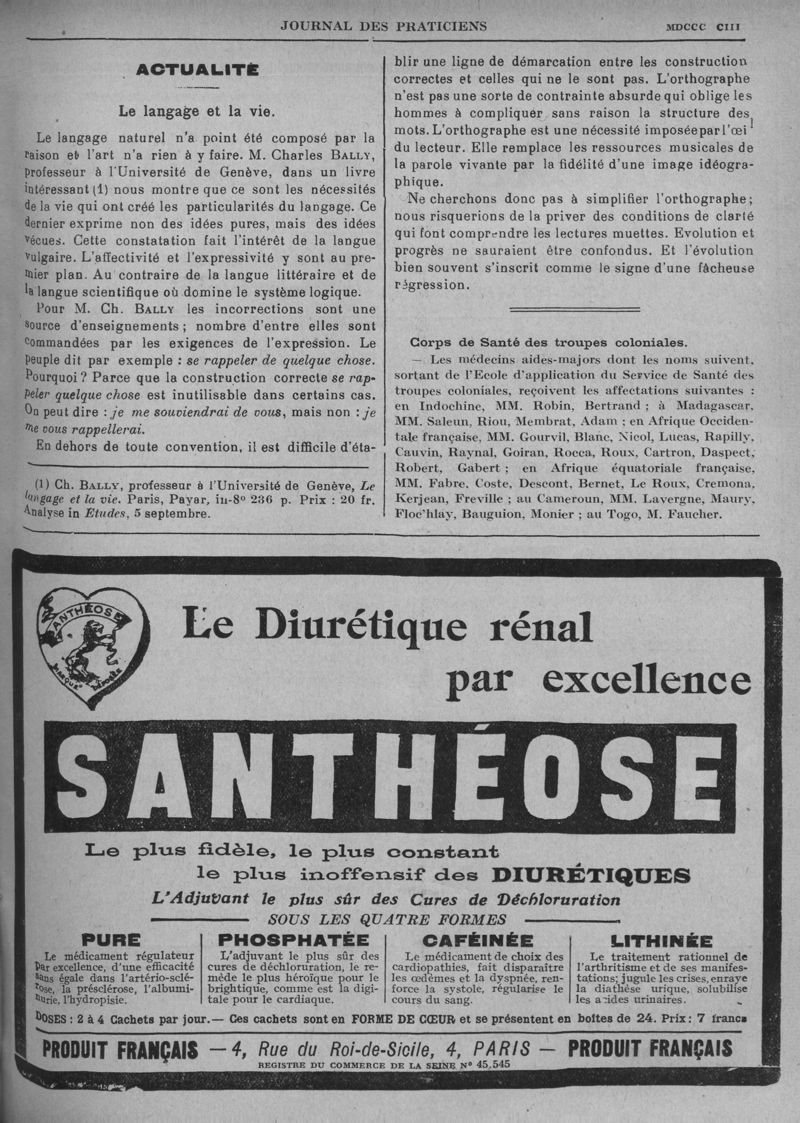 JOURNAL DES PRATICIENS
MDCCC CIII
ACTUALITÉ
Le langage et la vie.
Le langage naturel n'a point été composé par la
raison et l'art n'a rien à y faire. M. Charles BALLY,
professeur à l'Université de Genève, dans un livre
intéressant (1) nous montre que ce sont les nécessités
de la vie qui ont créé les particularités du langage. Ce
dernier exprime non des idées pures, mais des idées
vécues. Cette constatation fait l'intérêt de la langue
vulgaire. L'affectivité et l'expressivité y sont au pre-
mier plan. Au contraire de la langue littéraire et de
la langue scientifique où domine le système logique.
Pour M. Ch. BALLY les incorrections sont une
source d'enseignements ; nombre d'entre elles sont
commandées par les exigences de l'expression. Le
peuple dit par exemple : se rappeler de quelque chose.
Pourquoi ? Parce que la construction correcte se rap-
peler quelque chose est inutilisable dans certains cas.
On peut dire : je me souviendrai de vous, mais non : je
me vous rappellerai.
En dehors de toute convention, il est difficile d'éta-
(1) Ch. BALLY, professeur à l'Université de Genève, Le
langage et la vie. Paris, Payar, in-8° 236 p. Prix : 20 fr.
Analyse in Etudes, 5 septembre.
blir une ligne de démarcation entre les construction
correctes et celles qui ne le sont pas. L'orthographe
n'est pas une sorte de contrainte absurde qui oblige les
hommes à compliquer sans raison la structure des
mots. L'orthographe est une nécessité imposée par l'œil
du lecteur. Elle remplace les ressources musicales de
la parole vivante par la fidélité d'une image idéogra-
phique.
Ne cherchons donc pas à simplifier l'orthographe ;
nous risquerions de la priver des conditions de clarté
qui font comprendre les lectures muettes. Evolution et
progrès ne sauraient être confondus. Et l'évolution
bien souvent s'inscrit comme le signe d'une fâcheuse
régression.
Corps de Santé des troupes coloniales.
— Les médecins aides-majors dont les noms suivent,
sortant de l'Ecole d'application du Service de Santé des
troupes coloniales, reçoivent les affectations suivantes :
en Indochine, MM. Robin, Bertrand ; à Madagascar,
MM. Saleun, Riou, Membrat, Adam ; en Afrique Occiden-
tale française, MM. Gourvil, Blanc, Nicol, Lucas, Rapilly,
Cauvin, Raynal, Goiran, Rocca, Roux, Cartron, Daspect,
Robert, Gabert ; en Afrique équatoriale française,
MM. Fabre, Coste, Descont, Bernet, Le Roux, Cremona,
Kerjean, Freville ; au Cameroun, MM. Lavergne, Maury,
Floc'hlay, Bauguion, Monier ; au Togo, M. Faucher.
SANTHÉOSE
MARQUE DÉPOSÉE
Le Diurétique rénal
par excellence
SANTHÉOSE
Le plus fidèle, le plus constant
le plus inoffensif des DIURÉTIQUES
L'Adjuvant le plus sûr des Cures de Déchloruration
SOUS LES QUATRE FORMES
PURE
Le médicament régulateur
par excellence, d'une efficacité
sans égale dans l'artério-sclé-
rose, la présclérose, l'albumi-
nurie, l'hydropisie.
PHOSPHATÉE
L'adjuvant le plus sûr des
cures de déchloruration, le re-
mède le plus héroïque pour le
brightique, comme est la digi-
tale pour le cardiaque.
CAFÉINÉE
Le médicament de choix des
cardiopathies, fait disparaître
les œdèmes et la dyspnée, ren-
force la systole, régularise le
cours du sang.
LITHINÉE
Le traitement rationnel de
l'arthritisme et de ses manifes-
tations; jugule les crises, enraye
la diathèse urique, solubilise
les acides urinaires.
DOSES : 2 à 4 Cachets par jour. — Ces cachets sont en FORME DE CŒUR et se présentent en boîtes de 24. Prix : 7 francs
PRODUIT FRANÇAIS — 4, Rue du Roi-de-Sicile, 4, PARIS — PRODUIT FRANÇAIS
REGISTRE DU COMMERCE DE LA SEINE N° 45.545